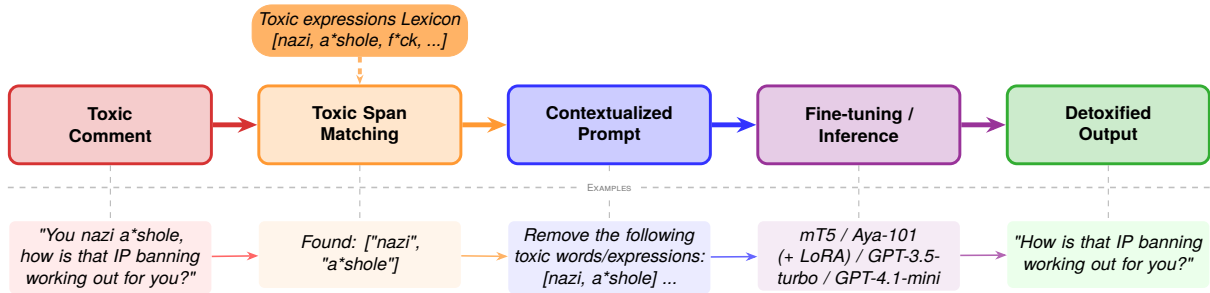 Toxic expressions Lexicon
[nazi, a*shole, f*ck, ...]
Toxic
Comment
Toxic Span
Matching
Contextualized
Prompt
Fine-tuning /
Inference
Detoxified
Output
EXAMPLES
"You nazi a*shole,
how is that IP banning
working out for you?"
Found: ["nazi",
"a*shole"]
Remove the following
toxic words/expressions:
[nazi, a*shole] ...
mT5 / Aya-101
(+ LoRA) / GPT-3.5-
turbo / GPT-4.1-mini
"How is that IP banning
working out for you?"